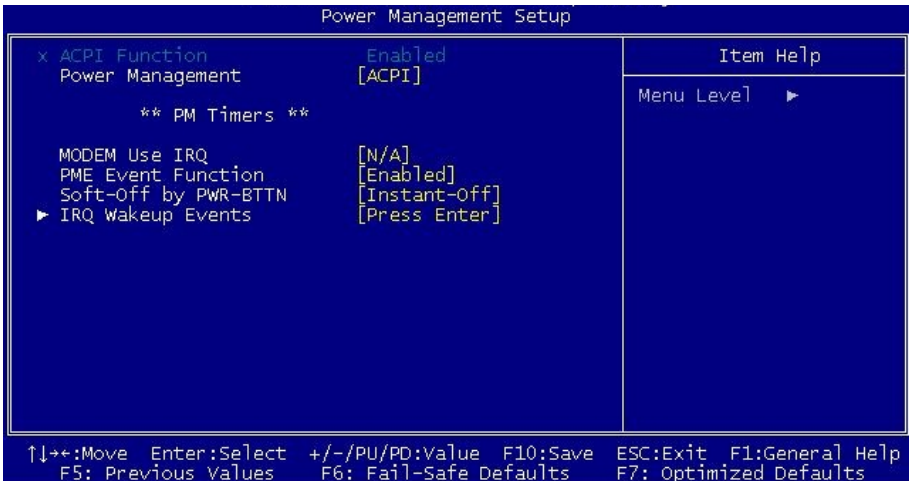 Power Management Setup
x ACPI Function Enabled
Power Management [ACPI]
** PM Timers **
MODEM Use IRQ [N/A]
PME Event Function [Enabled]
Soft-Off by PWR-BTTN [Instant-Off]
► IRQ Wakeup Events [Press Enter]
Item Help
Menu Level ►
↑↓→←:Move Enter:Select +/-/PU/PD:Value F10:Save ESC:Exit F1:General Help
F5: Previous Values F6: Fail-Safe Defaults F7: Optimized Defaults